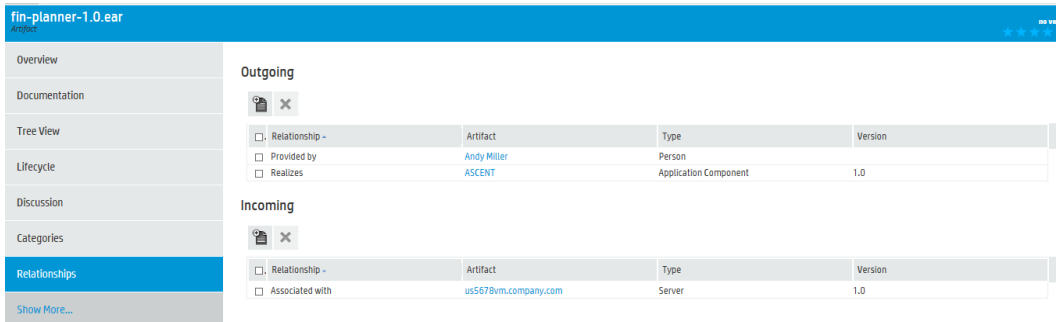 fin-planner-1.0.ear
Artifact
no
Overview
Documentation
Tree View
Lifecycle
Discussion
Categories
Relationships
Show More...
Outgoing
Relationship Artifact Type Version
Provided by Andy Miller Person
Realizes ASCENT Application Component 1.0
Incoming
Relationship Artifact Type Version
Associated with us5678vm.company.com Server 1.0